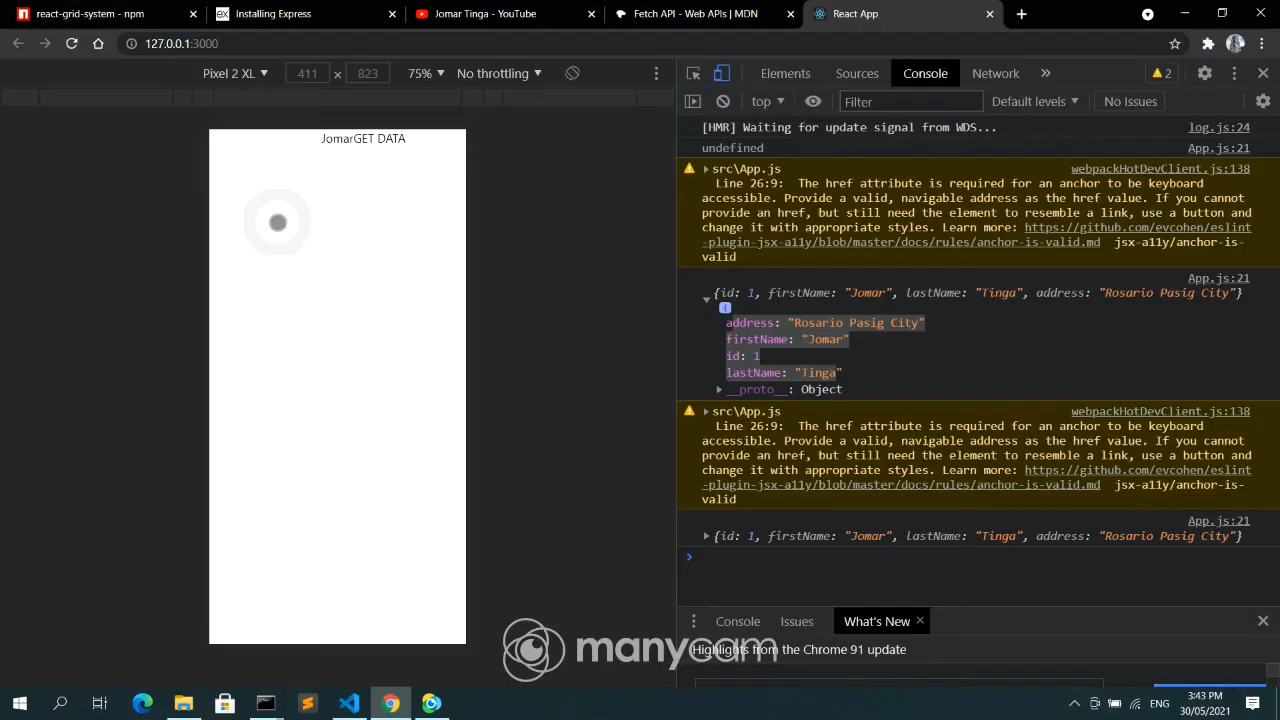 react-grid-system - npm
Installing Express
Jomar Tinga - YouTube
Fetch API - Web APIs | MDN
React App
127.0.0.1:3000
Pixel 2 XL
411
×
823
75%
No throttling
Elements
Sources
Console
Network
2
top
Filter
Default levels
No Issues
[HMR] Waiting for update signal from WDS...
log.js:24
undefined
App.js:21
src\App.js
webpackHotDevClient.js:138
Line 26:9:  The href attribute is required for an anchor to be keyboard
accessible. Provide a valid, navigable address as the href value. If you cannot
provide an href, but still need the element to resemble a link, use a button and
change it with appropriate styles. Learn more: https://github.com/evcohen/eslint
-plugin-jsx-a11y/blob/master/docs/rules/anchor-is-valid.md  jsx-a11y/anchor-is-
valid
App.js:21
{id: 1, firstName: "Jomar", lastName: "Tinga", address: "Rosario Pasig City"}
i
address: "Rosario Pasig City"
firstName: "Jomar"
id: 1
lastName: "Tinga"
__proto__: Object
src\App.js
webpackHotDevClient.js:138
Line 26:9:  The href attribute is required for an anchor to be keyboard
accessible. Provide a valid, navigable address as the href value. If you cannot
provide an href, but still need the element to resemble a link, use a button and
change it with appropriate styles. Learn more: https://github.com/evcohen/eslint
-plugin-jsx-a11y/blob/master/docs/rules/anchor-is-valid.md  jsx-a11y/anchor-is-
valid
App.js:21
{id: 1, firstName: "Jomar", lastName: "Tinga", address: "Rosario Pasig City"}
JomarGET DATA
Console
Issues
What's New
Highlights from the Chrome 91 update
manycam
ENG
3:43 PM
30/05/2021